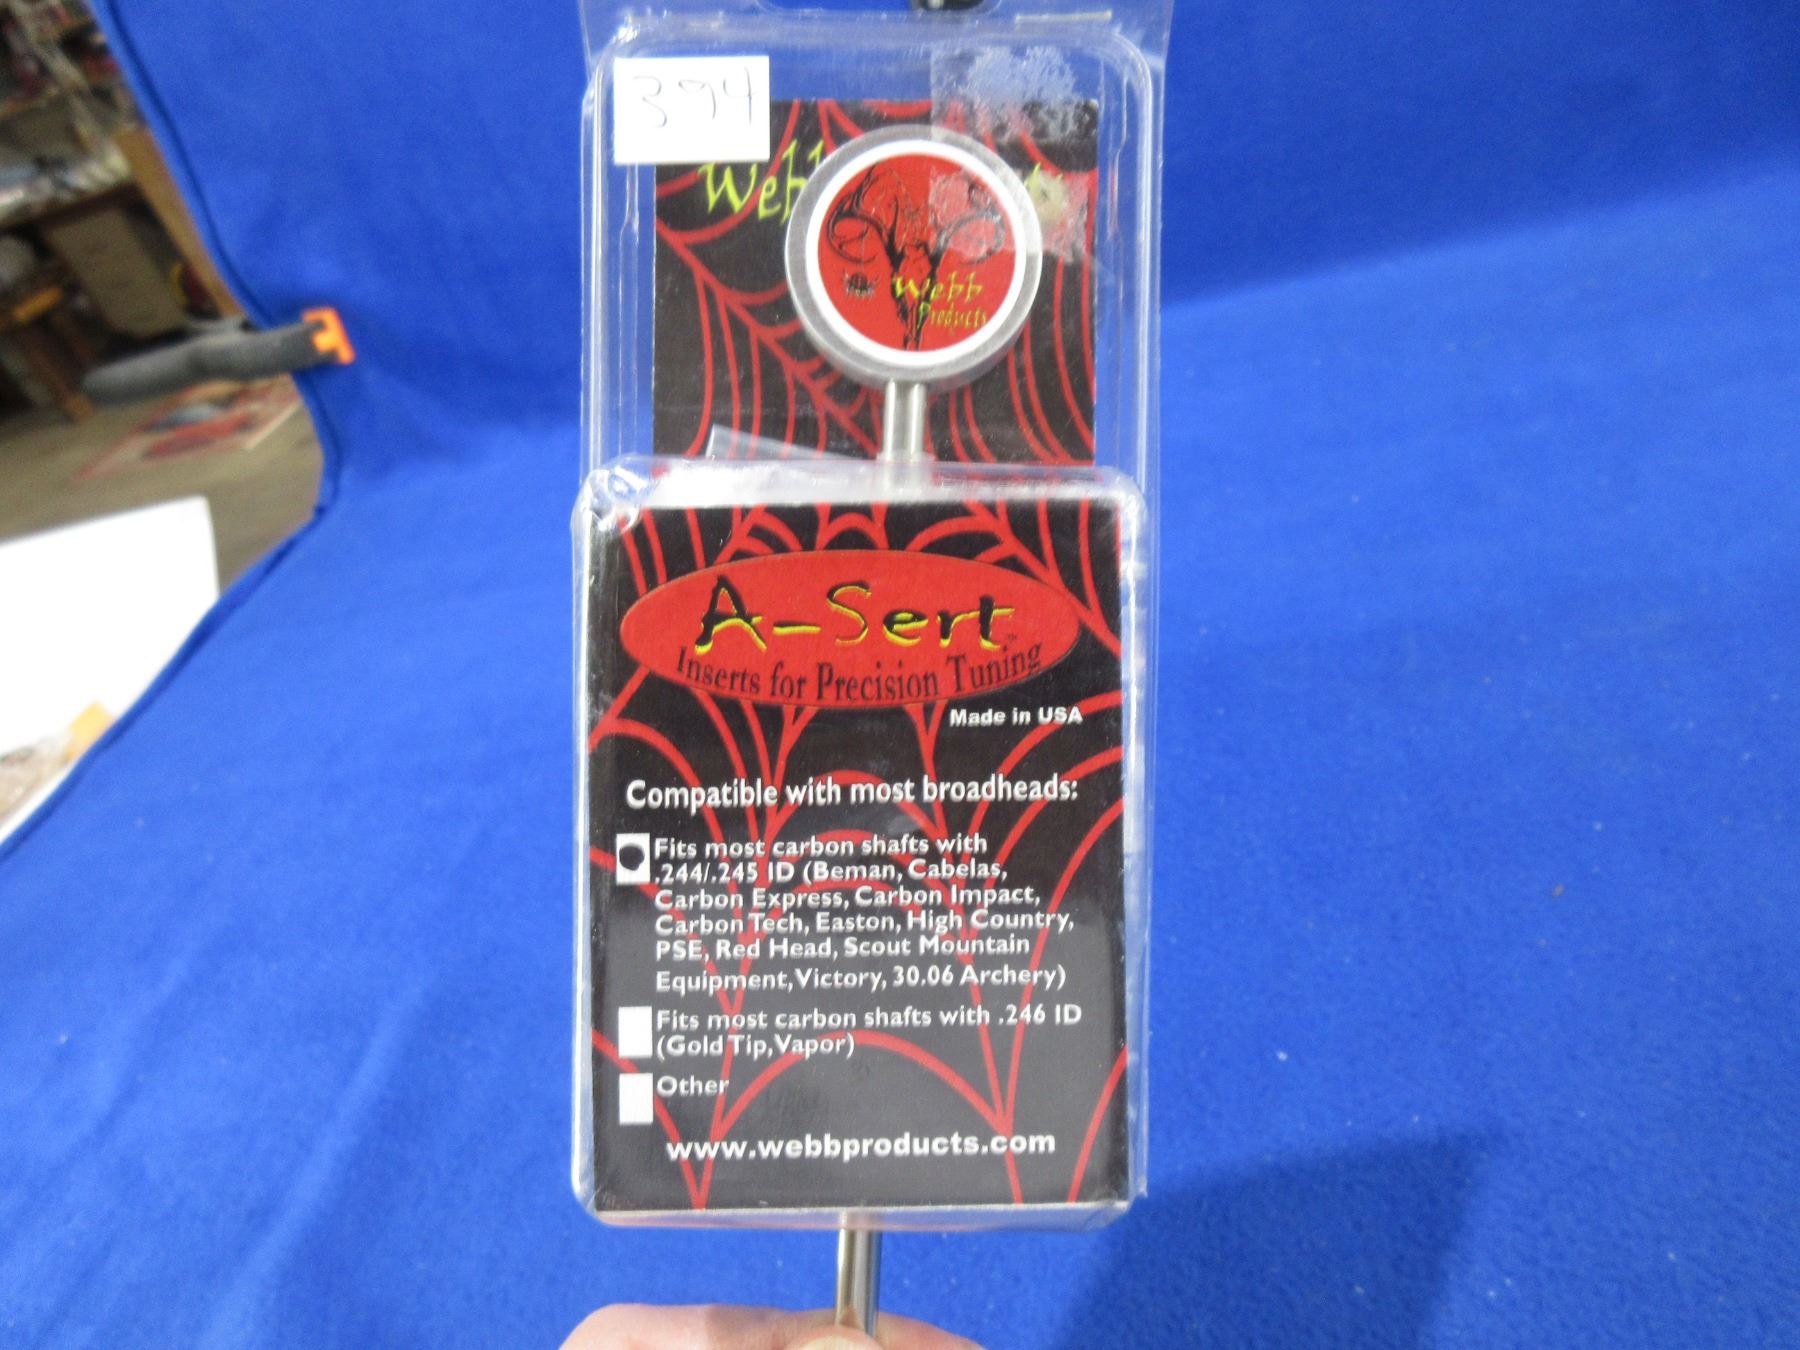 394
Webb
Webb
Products
A-Sert
Inserts for Precision Tuning
Made in USA
Compatible with most broadheads:
Fits most carbon shafts with
.244/.245 ID (Beman, Cabelas,
Carbon Express, Carbon Impact,
Carbon Tech, Easton, High Country,
PSE, Red Head, Scout Mountain
Equipment, Victory, 30.06 Archery)
Fits most carbon shafts with .246 ID
(Gold Tip, Vapor)
Other
www.webbproducts.com